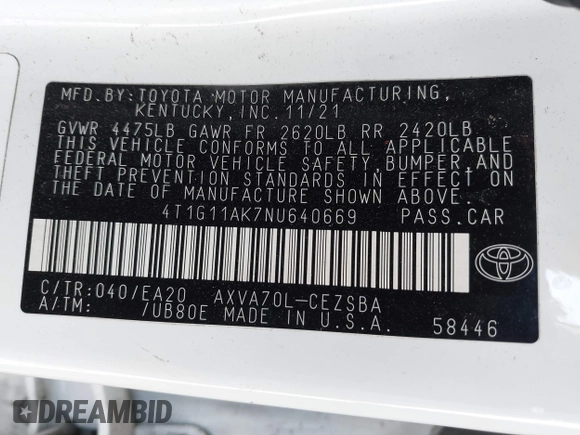 MFD.BY:TOYOTA MOTOR MANUFACTURING,
KENTUCKY,INC.11/21
GVWR 4475LB GAWR FR 2620LB RR 2420LB
THIS VEHICLE CONFORMS TO ALL APPLICABLE
FEDERAL MOTOR VEHICLE SAFETY,BUMPER,AND
THEFT PREVENTION STANDARDS IN EFFECT ON
THE DATE OF MANUFACTURE SHOWN ABOVE.
4T1G11AK7NU640669 PASS.CAR
C/TR:040/EA20 AXVA70L-CEZSBA
A/TM: /UB80E MADE IN U.S.A.
58446
DREAMBID